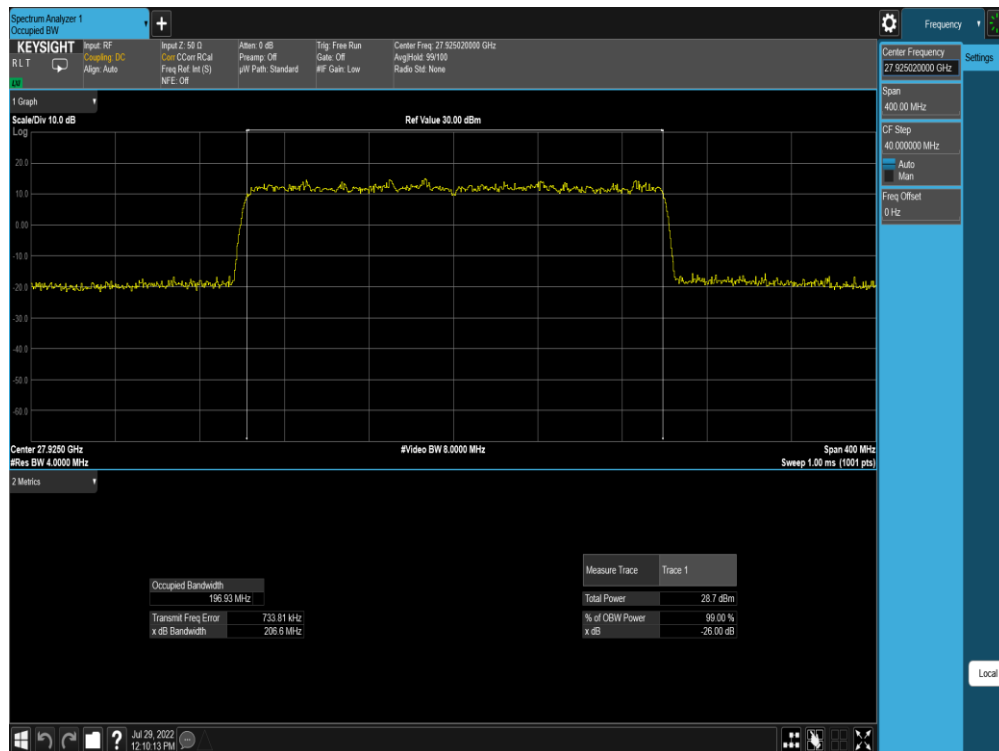 Spectrum Analyzer 1
Occupied BW
+
Frequency
KEYSIGHT
R L T
LXI
Input: RF
Coupling: DC
Align: Auto
Input Z: 50 Ω
Corr CCorr RCal
Freq Ref: Int (S)
NFE: Off
Atten: 0 dB
Preamp: Off
µW Path: Standard
Trig: Free Run
Gate: Off
#IF Gain: Low
Center Freq: 27.925020000 GHz
Avg|Hold: 99/100
Radio Std: None
Center Frequency
27.925020000 GHz
Settings
Span
400.00 MHz
CF Step
40.000000 MHz
Auto
Man
Freq Offset
0 Hz
1 Graph
Scale/Div 10.0 dB
Ref Value 30.00 dBm
Log
20.0
10.0
0.00
-10.0
-20.0
-30.0
-40.0
-50.0
-60.0
Center 27.9250 GHz
#Video BW 8.0000 MHz
Span 400 MHz
#Res BW 4.0000 MHz
Sweep 1.00 ms (1001 pts)
2 Metrics
Occupied Bandwidth
196.93 MHz
Transmit Freq Error 733.81 kHz
x dB Bandwidth 206.6 MHz
Measure Trace Trace 1
Total Power 28.7 dBm
% of OBW Power 99.00 %
x dB -26.00 dB
Local
?
Jul 29, 2022
12:10:13 PM